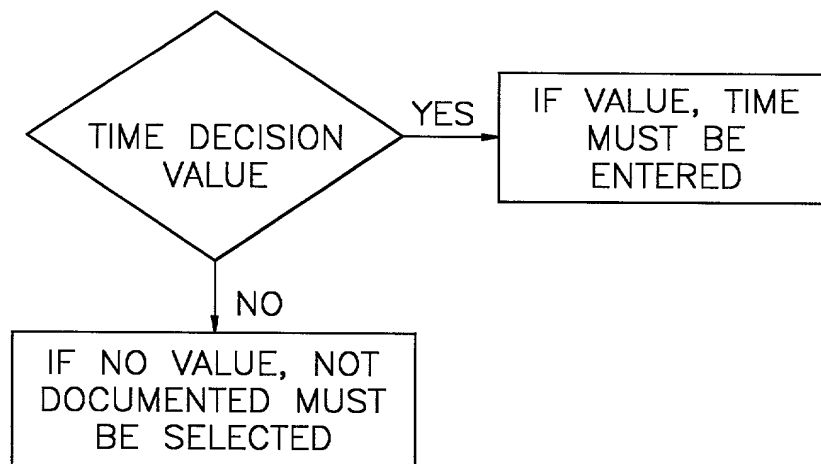 TIME DECISION
VALUE
YES
IF VALUE, TIME
MUST BE
ENTERED
NO
IF NO VALUE, NOT
DOCUMENTED MUST
BE SELECTED